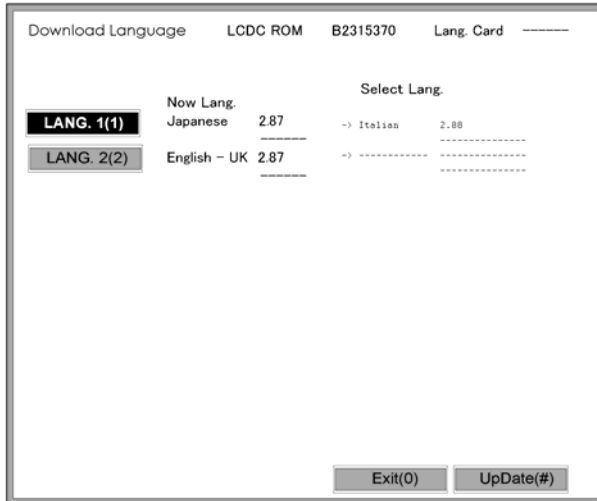 Download Language LCDC ROM B2315370 Lang. Card ------
Select Lang.
Now Lang.
LANG. 1(1) Japanese 2.87 -> Italian 2.88
------ --------------
LANG. 2(2) English - UK 2.87 -> ------------ --------------
------ --------------
Exit(0) UpDate(#)